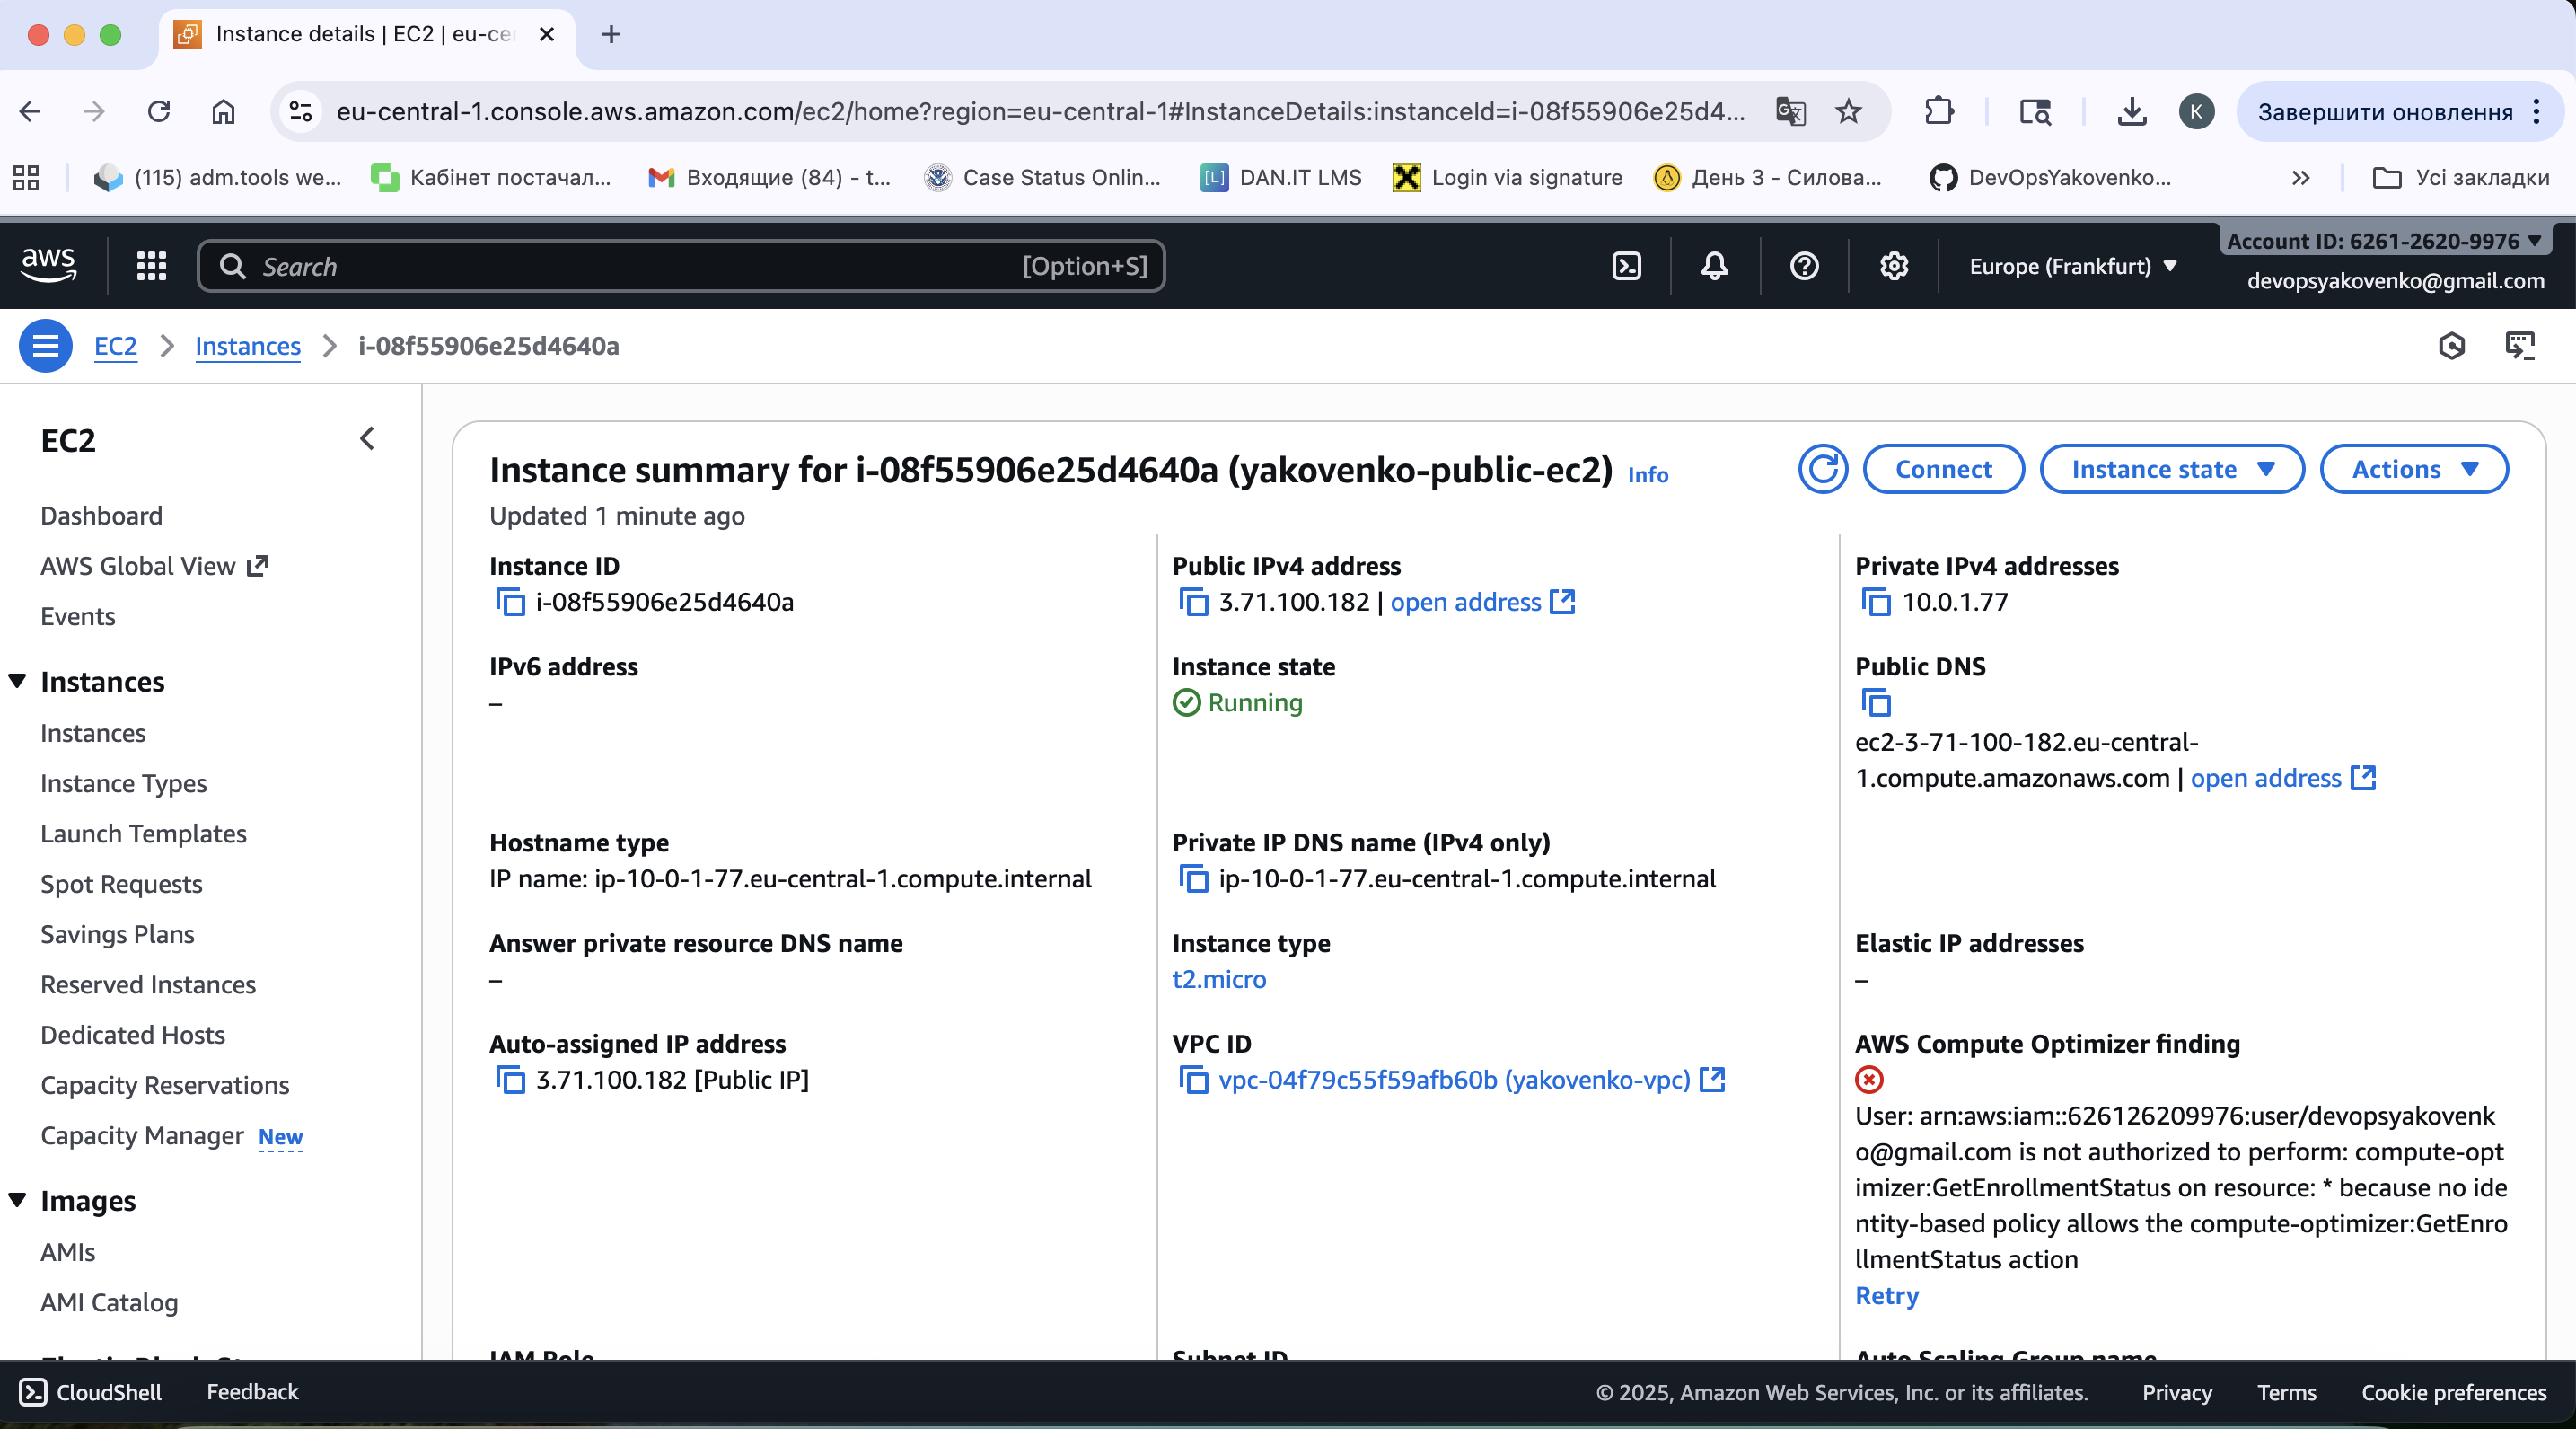 Instance details | EC2 | eu-cer
eu-central-1.console.aws.amazon.com/ec2/home?region=eu-central-1#InstanceDetails:instanceId=i-08f55906e25d4...
K
Завершити оновлення
(115) adm.tools we...
Кабінет постачал...
Входящие (84) - t...
Case Status Onlin...
[L] DAN.IT LMS
Login via signature
День 3 - Силова...
DevOpsYakovenko...
»
Усі закладки
aws
Search
[Option+S]
Europe (Frankfurt)
Account ID: 6261-2620-9976
devopsyakovenko@gmail.com
EC2
Instances
i-08f55906e25d4640a
EC2
Dashboard
AWS Global View
Events
Instances
Instances
Instance Types
Launch Templates
Spot Requests
Savings Plans
Reserved Instances
Dedicated Hosts
Capacity Reservations
Capacity Manager New
Images
AMIs
AMI Catalog
Instance summary for i-08f55906e25d4640a (yakovenko-public-ec2) Info
Updated 1 minute ago
Connect
Instance state
Actions
Instance ID
i-08f55906e25d4640a
Public IPv4 address
3.71.100.182 | open address
Private IPv4 addresses
10.0.1.77
IPv6 address
–
Instance state
Running
Public DNS
ec2-3-71-100-182.eu-central-
1.compute.amazonaws.com | open address
Hostname type
IP name: ip-10-0-1-77.eu-central-1.compute.internal
Private IP DNS name (IPv4 only)
ip-10-0-1-77.eu-central-1.compute.internal
Answer private resource DNS name
–
Instance type
t2.micro
Elastic IP addresses
–
Auto-assigned IP address
3.71.100.182 [Public IP]
VPC ID
vpc-04f79c55f59afb60b (yakovenko-vpc)
AWS Compute Optimizer finding
User: arn:aws:iam::626126209976:user/devopsyakovenk
o@gmail.com is not authorized to perform: compute-opt
imizer:GetEnrollmentStatus on resource: * because no ide
ntity-based policy allows the compute-optimizer:GetEnro
llmentStatus action
Retry
IAM Role
Subnet ID
Auto Scaling Group name
CloudShell
Feedback
© 2025, Amazon Web Services, Inc. or its affiliates.
Privacy
Terms
Cookie preferences